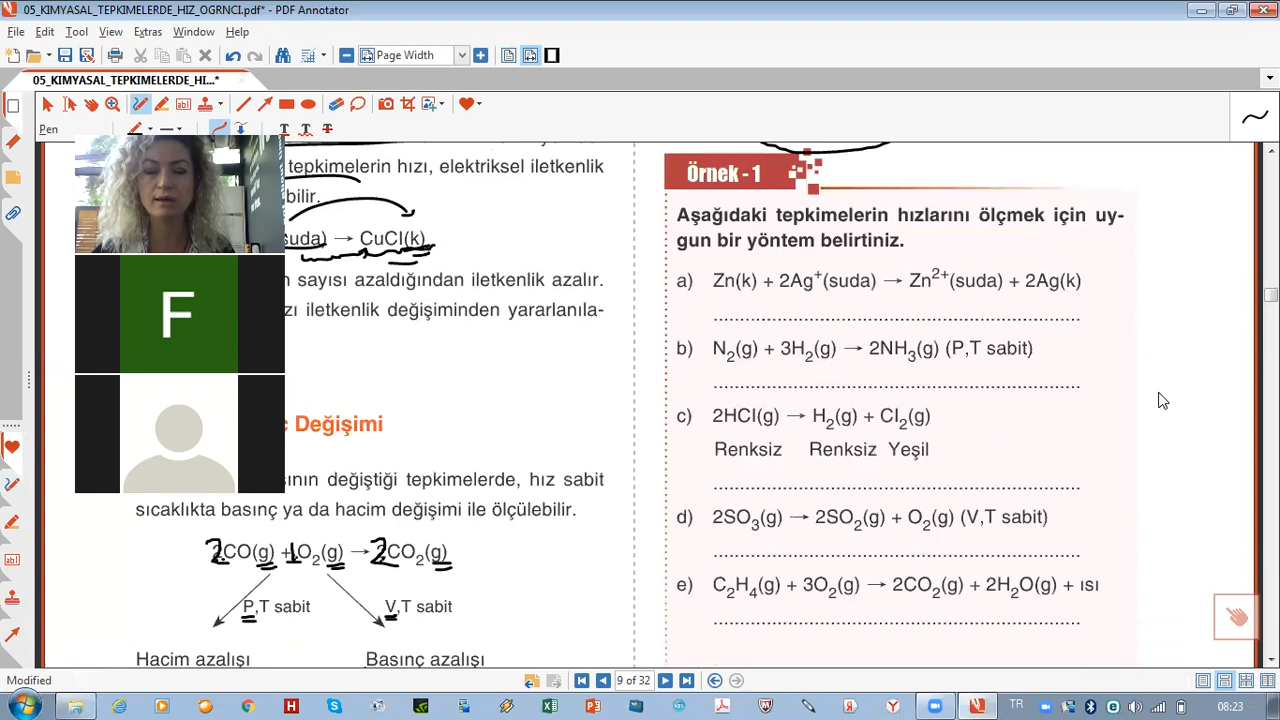 05_KIMYASAL_TEPKIMELERDE_HIZ_OGRNCI.pdf* - PDF Annotator
File Edit Tool View Extras Window Help
Page Width
05_KIMYASAL_TEPKIMELERDE_HI...*
Pen
tepkimelerin hızı, elektriksel iletkenlik
bilir.
suda) → CuCl(k)
sayısı azaldığından iletkenlik azalır.
iletkenlik değişiminden yararlanıla-
Değişimi
değiştiği tepkimelerde, hız sabit
sıcaklıkta basınç ya da hacim değişimi ile ölçülebilir.
2CO(g) + 1O₂(g) → 2CO₂(g)
P,T sabit V,T sabit
Hacim azalışı Basınç azalışı
Örnek - 1
Aşağıdaki tepkimelerin hızlarını ölçmek için uy-
gun bir yöntem belirtiniz.
a) Zn(k) + 2Ag⁺(suda) → Zn²⁺(suda) + 2Ag(k)
b) N₂(g) + 3H₂(g) → 2NH₃(g) (P,T sabit)
c) 2HCl(g) → H₂(g) + Cl₂(g)
Renksiz Renksiz Yeşil
d) 2SO₃(g) → 2SO₂(g) + O₂(g) (V,T sabit)
e) C₂H₄(g) + 3O₂(g) → 2CO₂(g) + 2H₂O(g) + ısı
F
Modified
9 of 32
TR
08:23